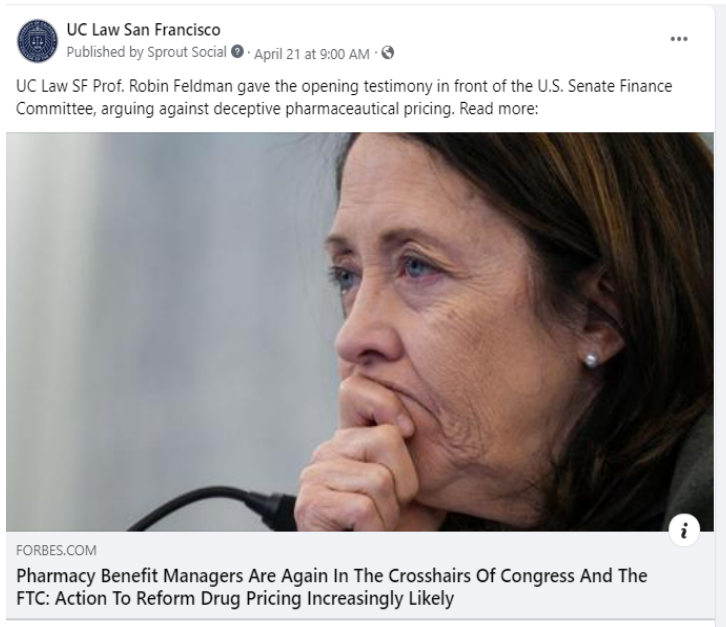 UC Law San Francisco
Published by Sprout Social ? · April 21 at 9:00 AM ·
UC Law SF Prof. Robin Feldman gave the opening testimony in front of the U.S. Senate Finance
Committee, arguing against deceptive pharmaceutical pricing. Read more:
i
FORBES.COM
Pharmacy Benefit Managers Are Again In The Crosshairs Of Congress And The
FTC: Action To Reform Drug Pricing Increasingly Likely